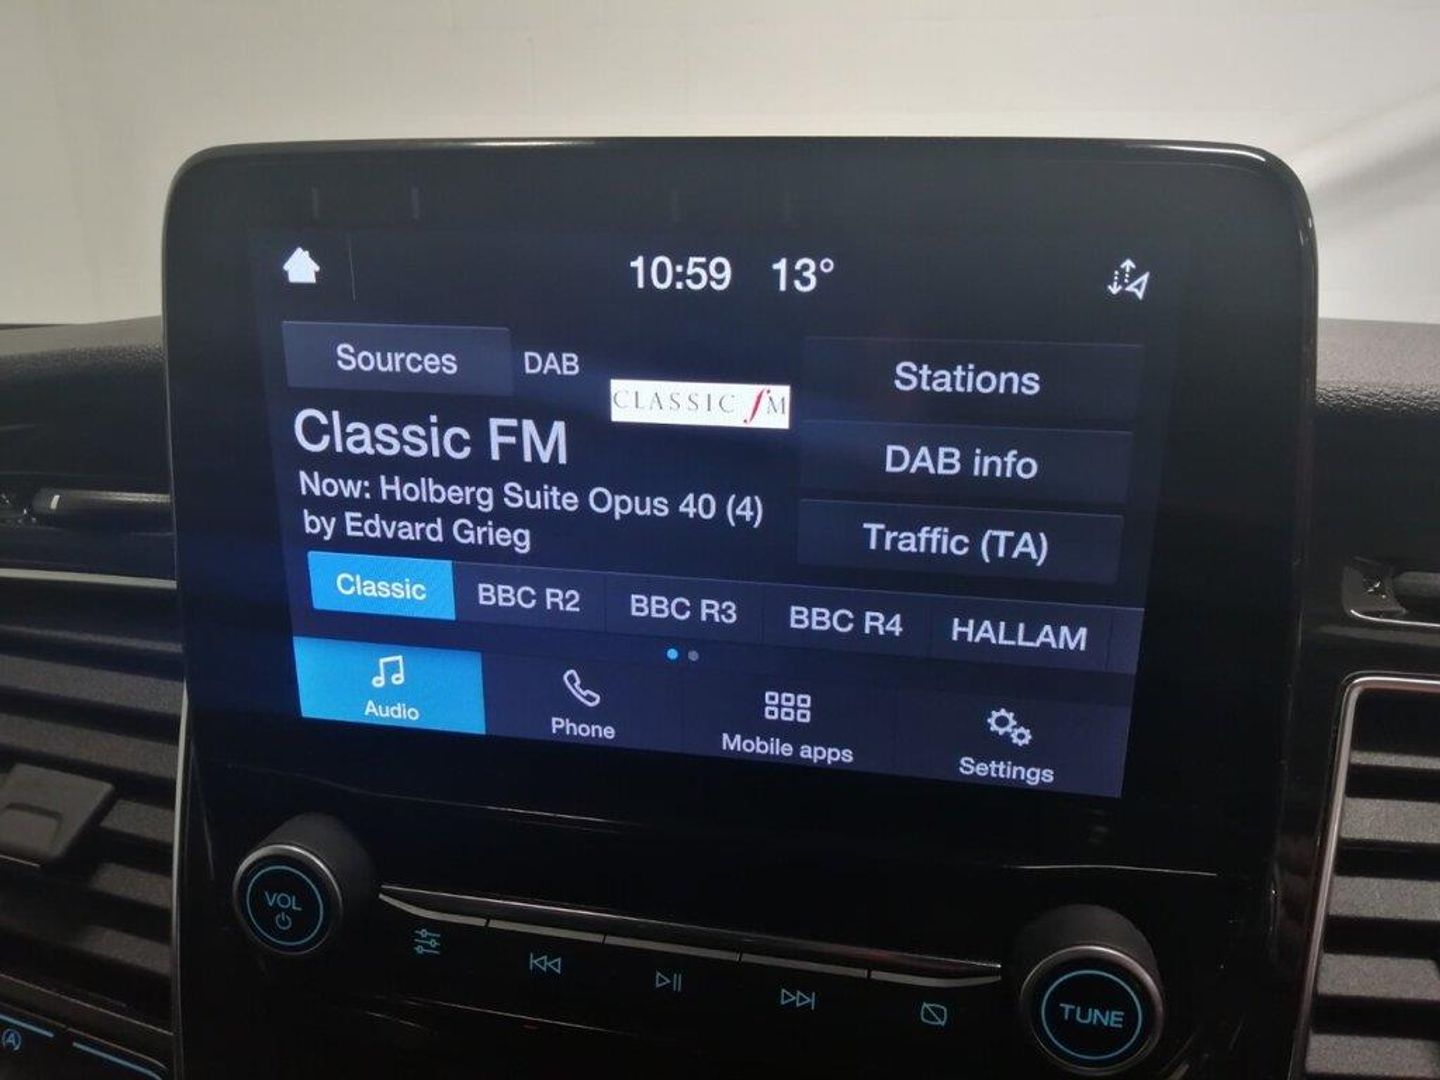 10:59 13°
Sources DAB
CLASSIC fM
Stations
Classic FM
DAB info
Now: Holberg Suite Opus 40 (4)
by Edvard Grieg
Traffic (TA)
Classic BBC R2 BBC R3 BBC R4 HALLAM
Audio Phone Mobile apps Settings
VOL
TUNE
A